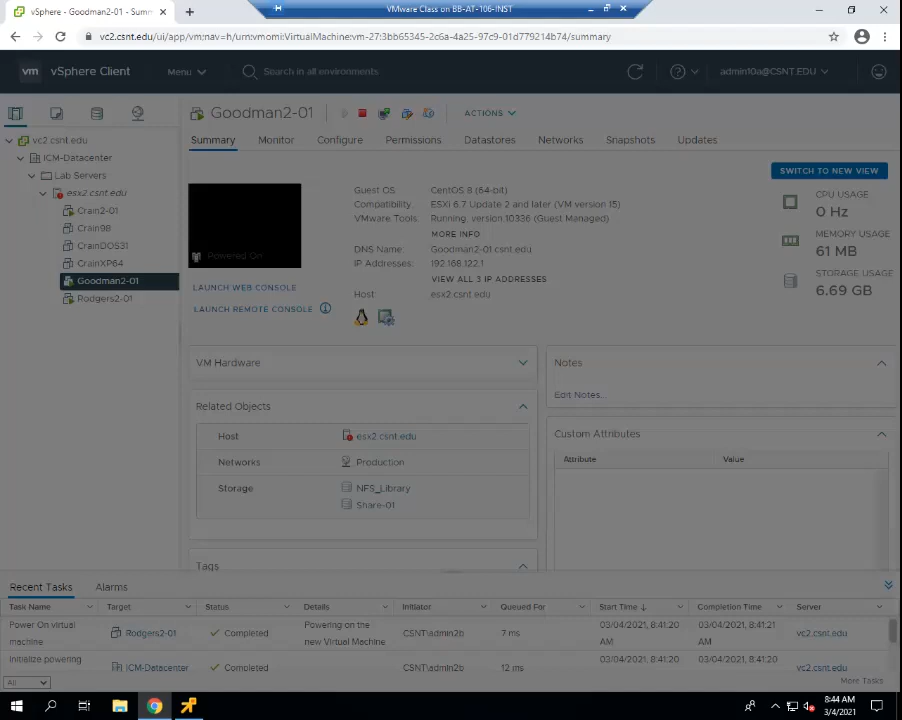 vSphere - Goodman2-01 - Summ
VMware Class on BB-AT-106-INST
vc2.csnt.edu/ui/app/vm;nav=h/urn:vmomi:VirtualMachine:vm-27:3bb65345-2c6a-4a25-97c9-01d779214b74/summary
vm vSphere Client Menu Search in all environments admin10a@CSNT.EDU
Goodman2-01 ACTIONS
Summary Monitor Configure Permissions Datastores Networks Snapshots Updates
vc2.csnt.edu
ICM-Datacenter
Lab Servers
esx2.csnt.edu
Crain2-01
Crain98
CrainDOS31
CrainXP64
Goodman2-01
Rodgers2-01
SWITCH TO NEW VIEW
Powered On
Guest OS: CentOS 8 (64-bit)
Compatibility: ESXi 6.7 Update 2 and later (VM version 15)
VMware Tools: Running, version:10336 (Guest Managed)
MORE INFO
DNS Name: Goodman2-01.csnt.edu
IP Addresses: 192.168.122.1
VIEW ALL 3 IP ADDRESSES
Host: esx2.csnt.edu
LAUNCH WEB CONSOLE
LAUNCH REMOTE CONSOLE
CPU USAGE
0 Hz
MEMORY USAGE
61 MB
STORAGE USAGE
6.69 GB
VM Hardware
Related Objects
Host esx2.csnt.edu
Networks Production
Storage NFS_Library
Share-01
Tags
Notes
Edit Notes...
Custom Attributes
Attribute Value
Recent Tasks Alarms
Task Name Target Status Details Initiator Queued For Start Time ↓ Completion Time Server
Power On virtual machine Rodgers2-01 Completed Powering on the new Virtual Machine CSNT\admin2b 7 ms 03/04/2021, 8:41:20 AM 03/04/2021, 8:41:21 AM vc2.csnt.edu
Initialize powering ICM-Datacenter Completed CSNT\admin2b 12 ms 03/04/2021, 8:41:20 03/04/2021, 8:41:20 vc2.csnt.edu
All More Tasks
8:44 AM
3/4/2021